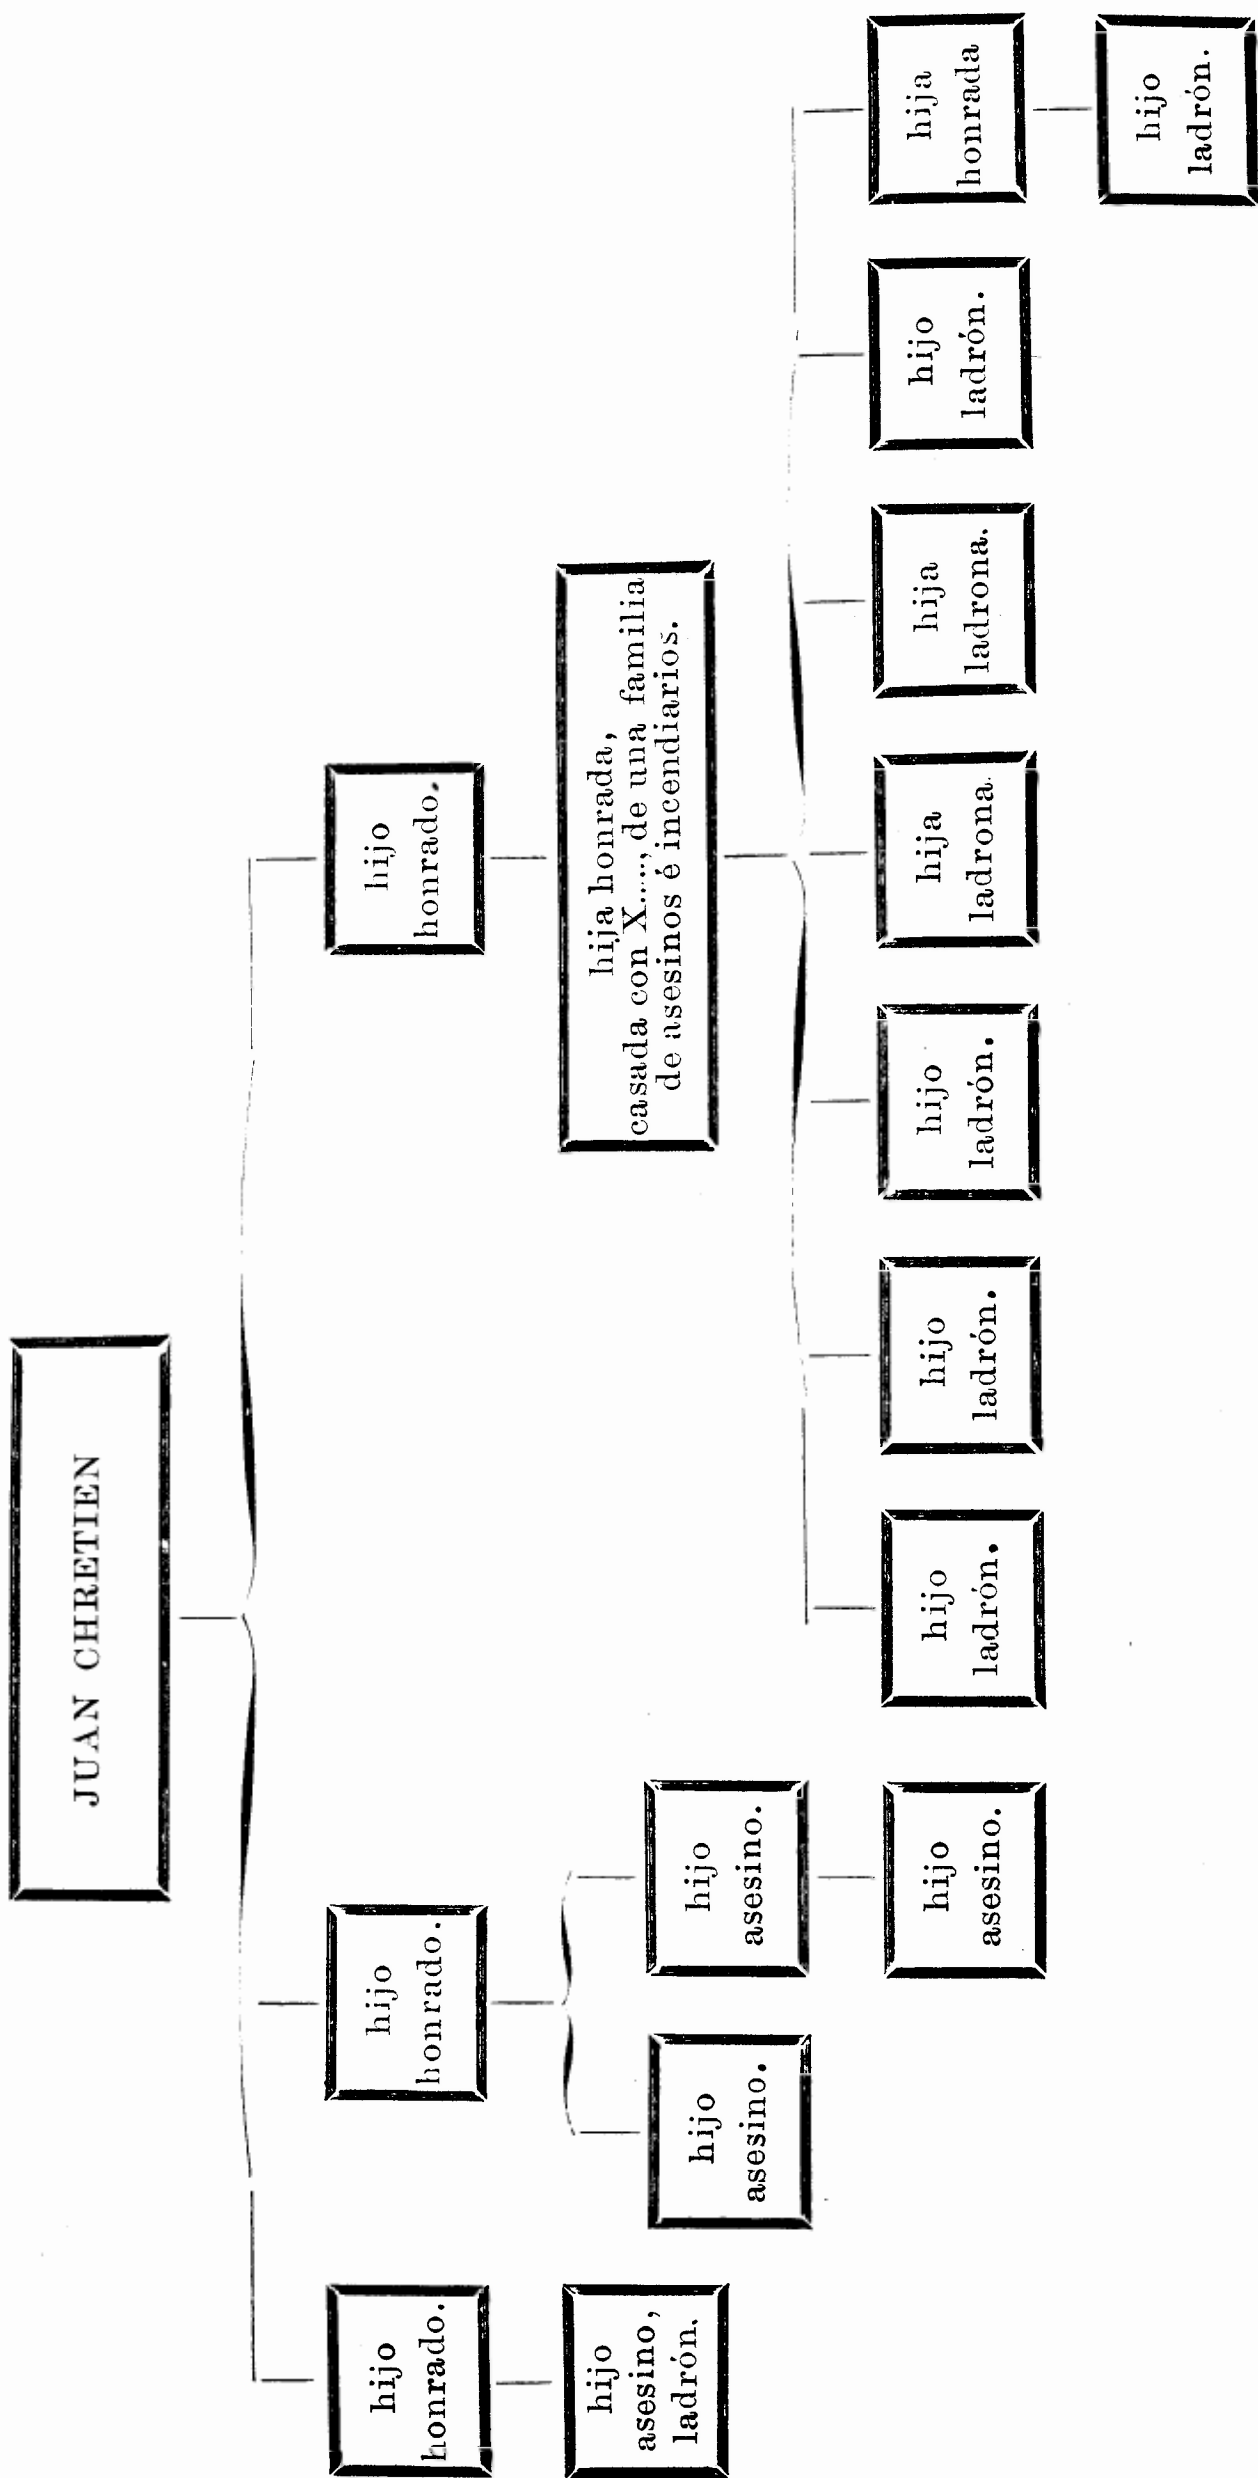 JUAN CHRETIEN
hijo
honrado.
hijo
honrado.
hijo
honrado.
hijo
asesino,
ladrón.
hijo
asesino.
hijo
asesino.
hija honrada,
casada con X...., de una familia
de asesinos é incendiarios.
hijo
asesino.
hijo
ladrón.
hijo
ladrón.
hijo
ladrón.
hija
ladrona
hija
ladrona.
hijo
ladrón.
hija
honrada
hijo
ladrón.